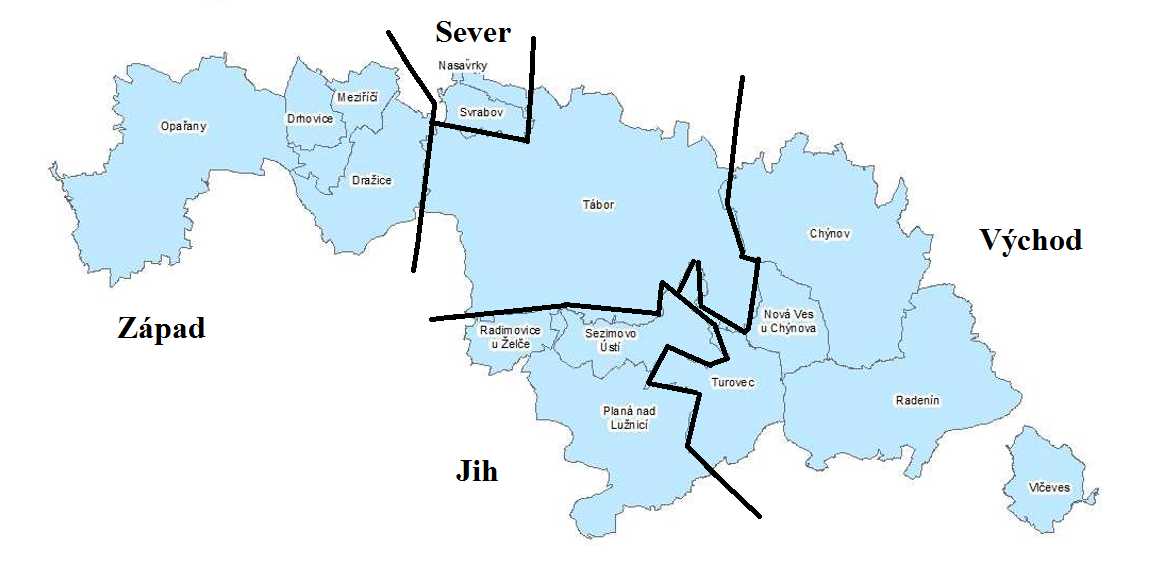 Sever
Nasavrky
Meziříčí
Svrabov
Drhovice
Opařany
Dražice
Tábor
Chýnov
Východ
Západ
Nová Ves
u Chýnova
Radimovice
u Želče
Sezimovo
Ústí
Turovec
Radenín
Planá nad
Lužnicí
Jih
Vlčeves